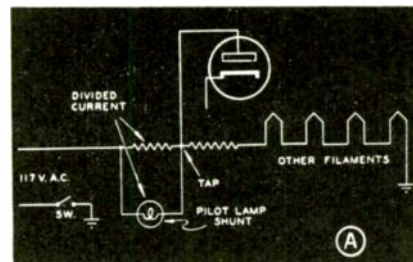 DIVIDED
CURRENT
117 V. A.C.
SW.
TAP
PILOT LAMP
SHUNT
OTHER FILAMENTS
A